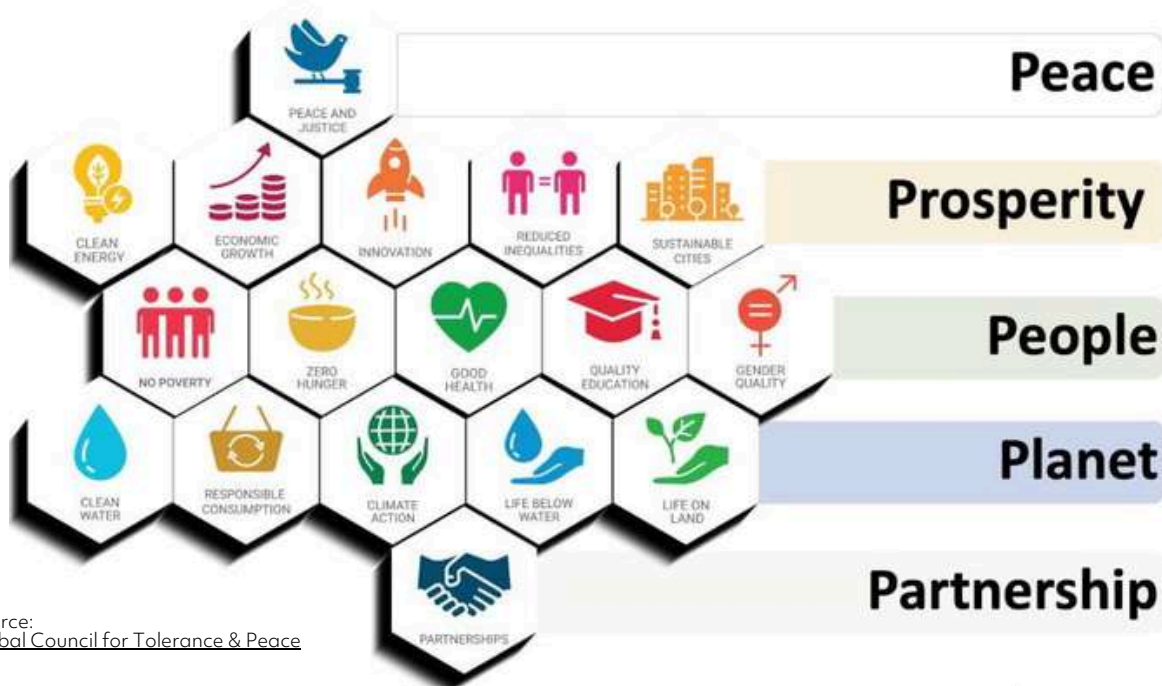 Peace
PEACE AND
JUSTICE
Prosperity
CLEAN
ENERGY
ECONOMIC
GROWTH
INNOVATION
REDUCED
INEQUALITIES
SUSTAINABLE
CITIES
People
NO POVERTY
ZERO
HUNGER
GOOD
HEALTH
QUALITY
EDUCATION
GENDER
QUALITY
Planet
CLEAN
WATER
RESPONSIBLE
CONSUMPTION
CLIMATE
ACTION
LIFE BELOW
WATER
LIFE ON
LAND
Partnership
PARTNERSHIPS
rce:
bal Council for Tolerance & Peace